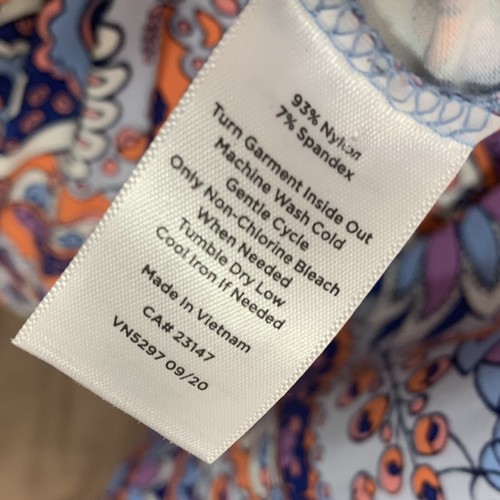 93% Nylon
7% Spandex
Turn Garment Inside Out
Machine Wash Cold
Gentle Cycle
Only Non-Chlorine Bleach
When Needed
Tumble Dry Low
Cool Iron If Needed
Made In Vietnam
CA# 23147
VN5297 09/20